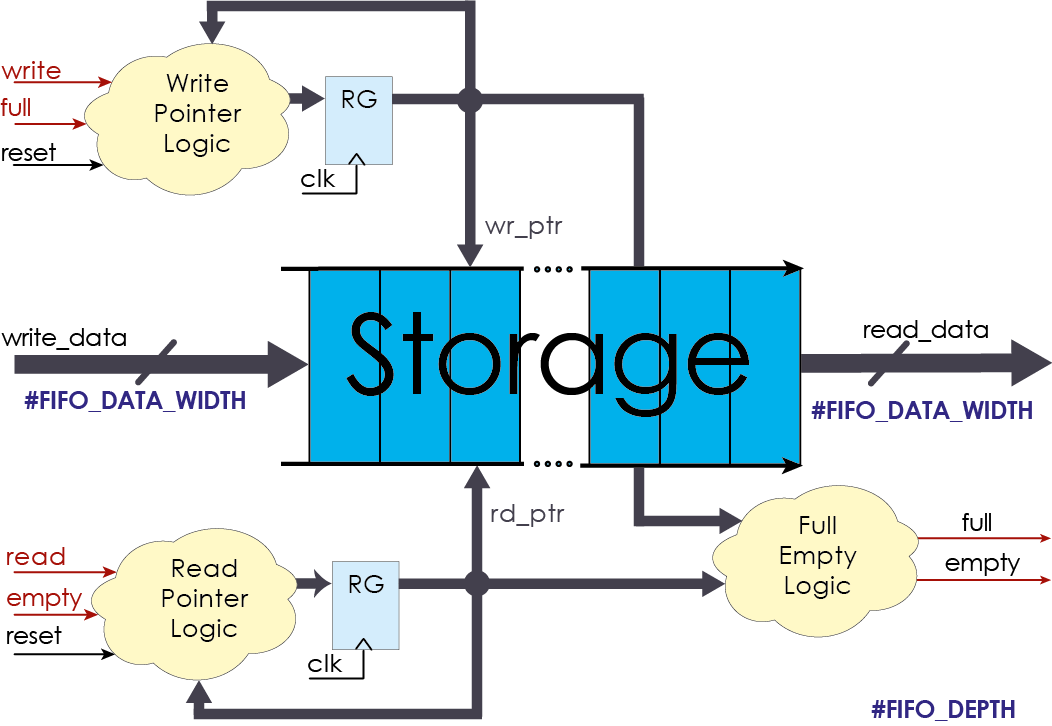 write
full
reset
Write
Pointer
Logic
RG
clk
wr_ptr
write_data
#FIFO_DATA_WIDTH
Storage
read_data
#FIFO_DATA_WIDTH
rd_ptr
read
empty
reset
Read
Pointer
Logic
RG
clk
Full
Empty
Logic
full
empty
#FIFO_DEPTH